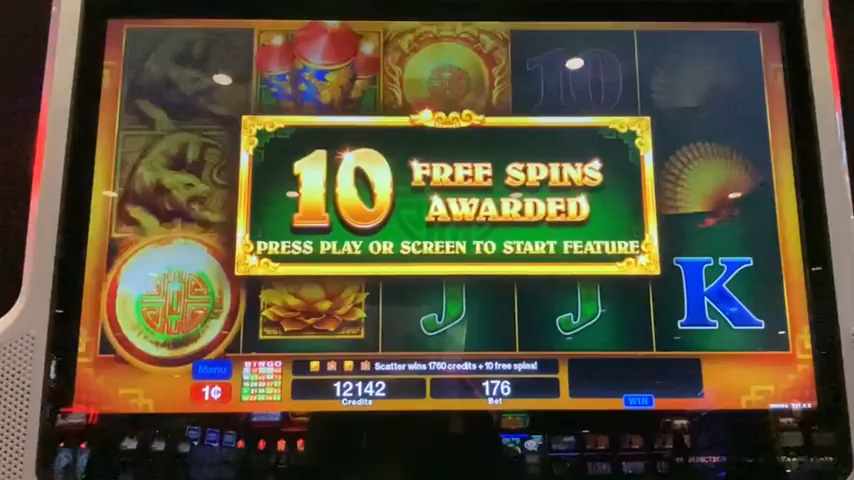 10
10 FREE SPINS
AWARDED
PRESS PLAY OR SCREEN TO START FEATURE
J J K
Menu
BINGO
Scatter wins 1760 credits + 10 free spins!
1¢
12142
Credits
176
Bet
WIN